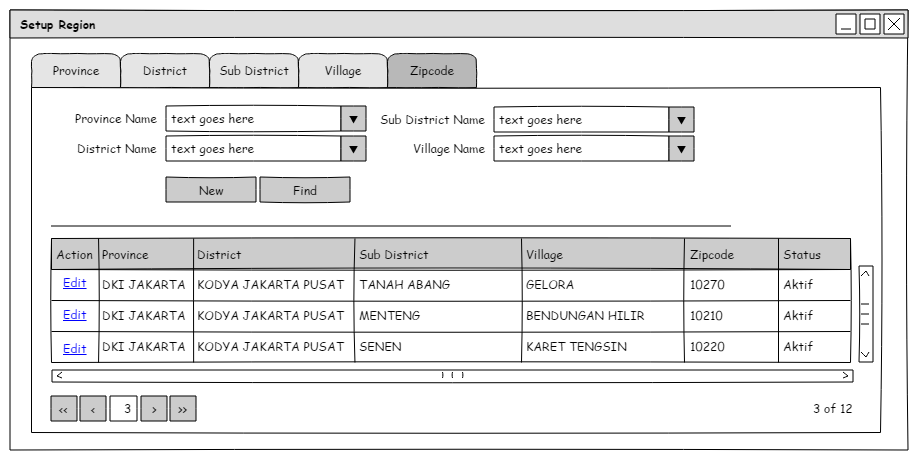 Setup Region
Province District Sub District Village Zipcode
Province Name text goes here Sub District Name text goes here
District Name text goes here Village Name text goes here
New Find
Action Province District Sub District Village Zipcode Status
Edit DKI JAKARTA KODYA JAKARTA PUSAT TANAH ABANG GELORA 10270 Aktif
Edit DKI JAKARTA KODYA JAKARTA PUSAT MENTENG BENDUNGAN HILIR 10210 Aktif
Edit DKI JAKARTA KODYA JAKARTA PUSAT SENEN KARET TENGSIN 10220 Aktif
<< < 3 > >> 3 of 12